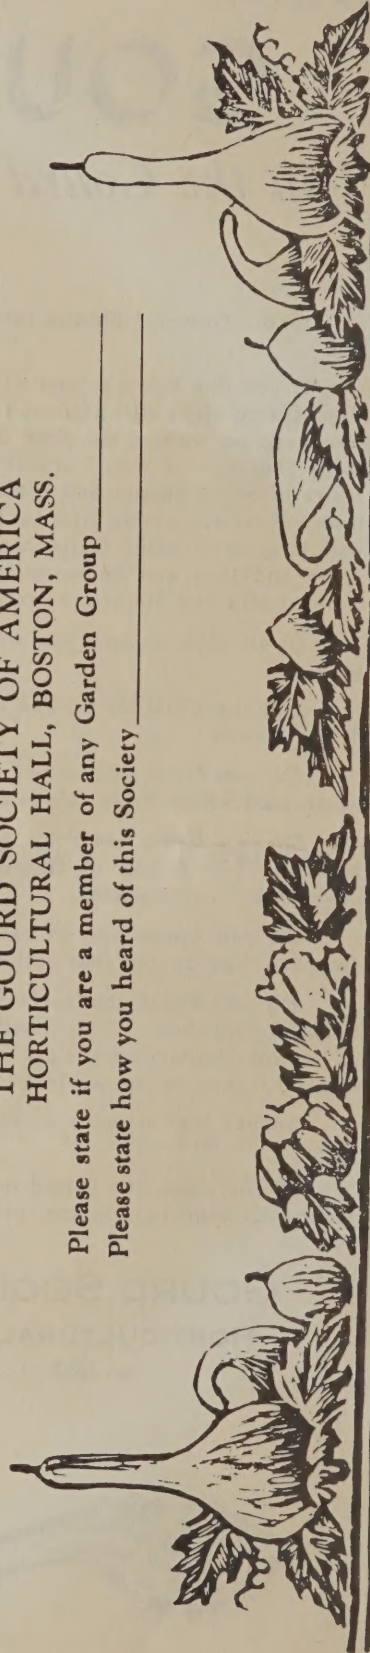 THE GOURD SOCIETY OF AMERICA
HORTICULTURAL HALL, BOSTON, MASS.
Please state if you are a member of any Garden Group
Please state how you heard of this Society